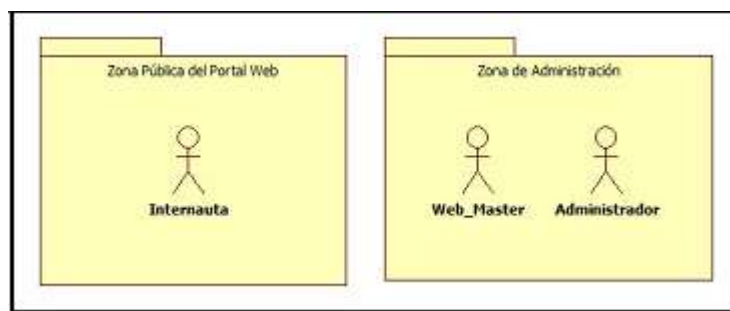 Zona Pública del Portal Web
Internauta
Zona de Administración
Web_Master Administrador